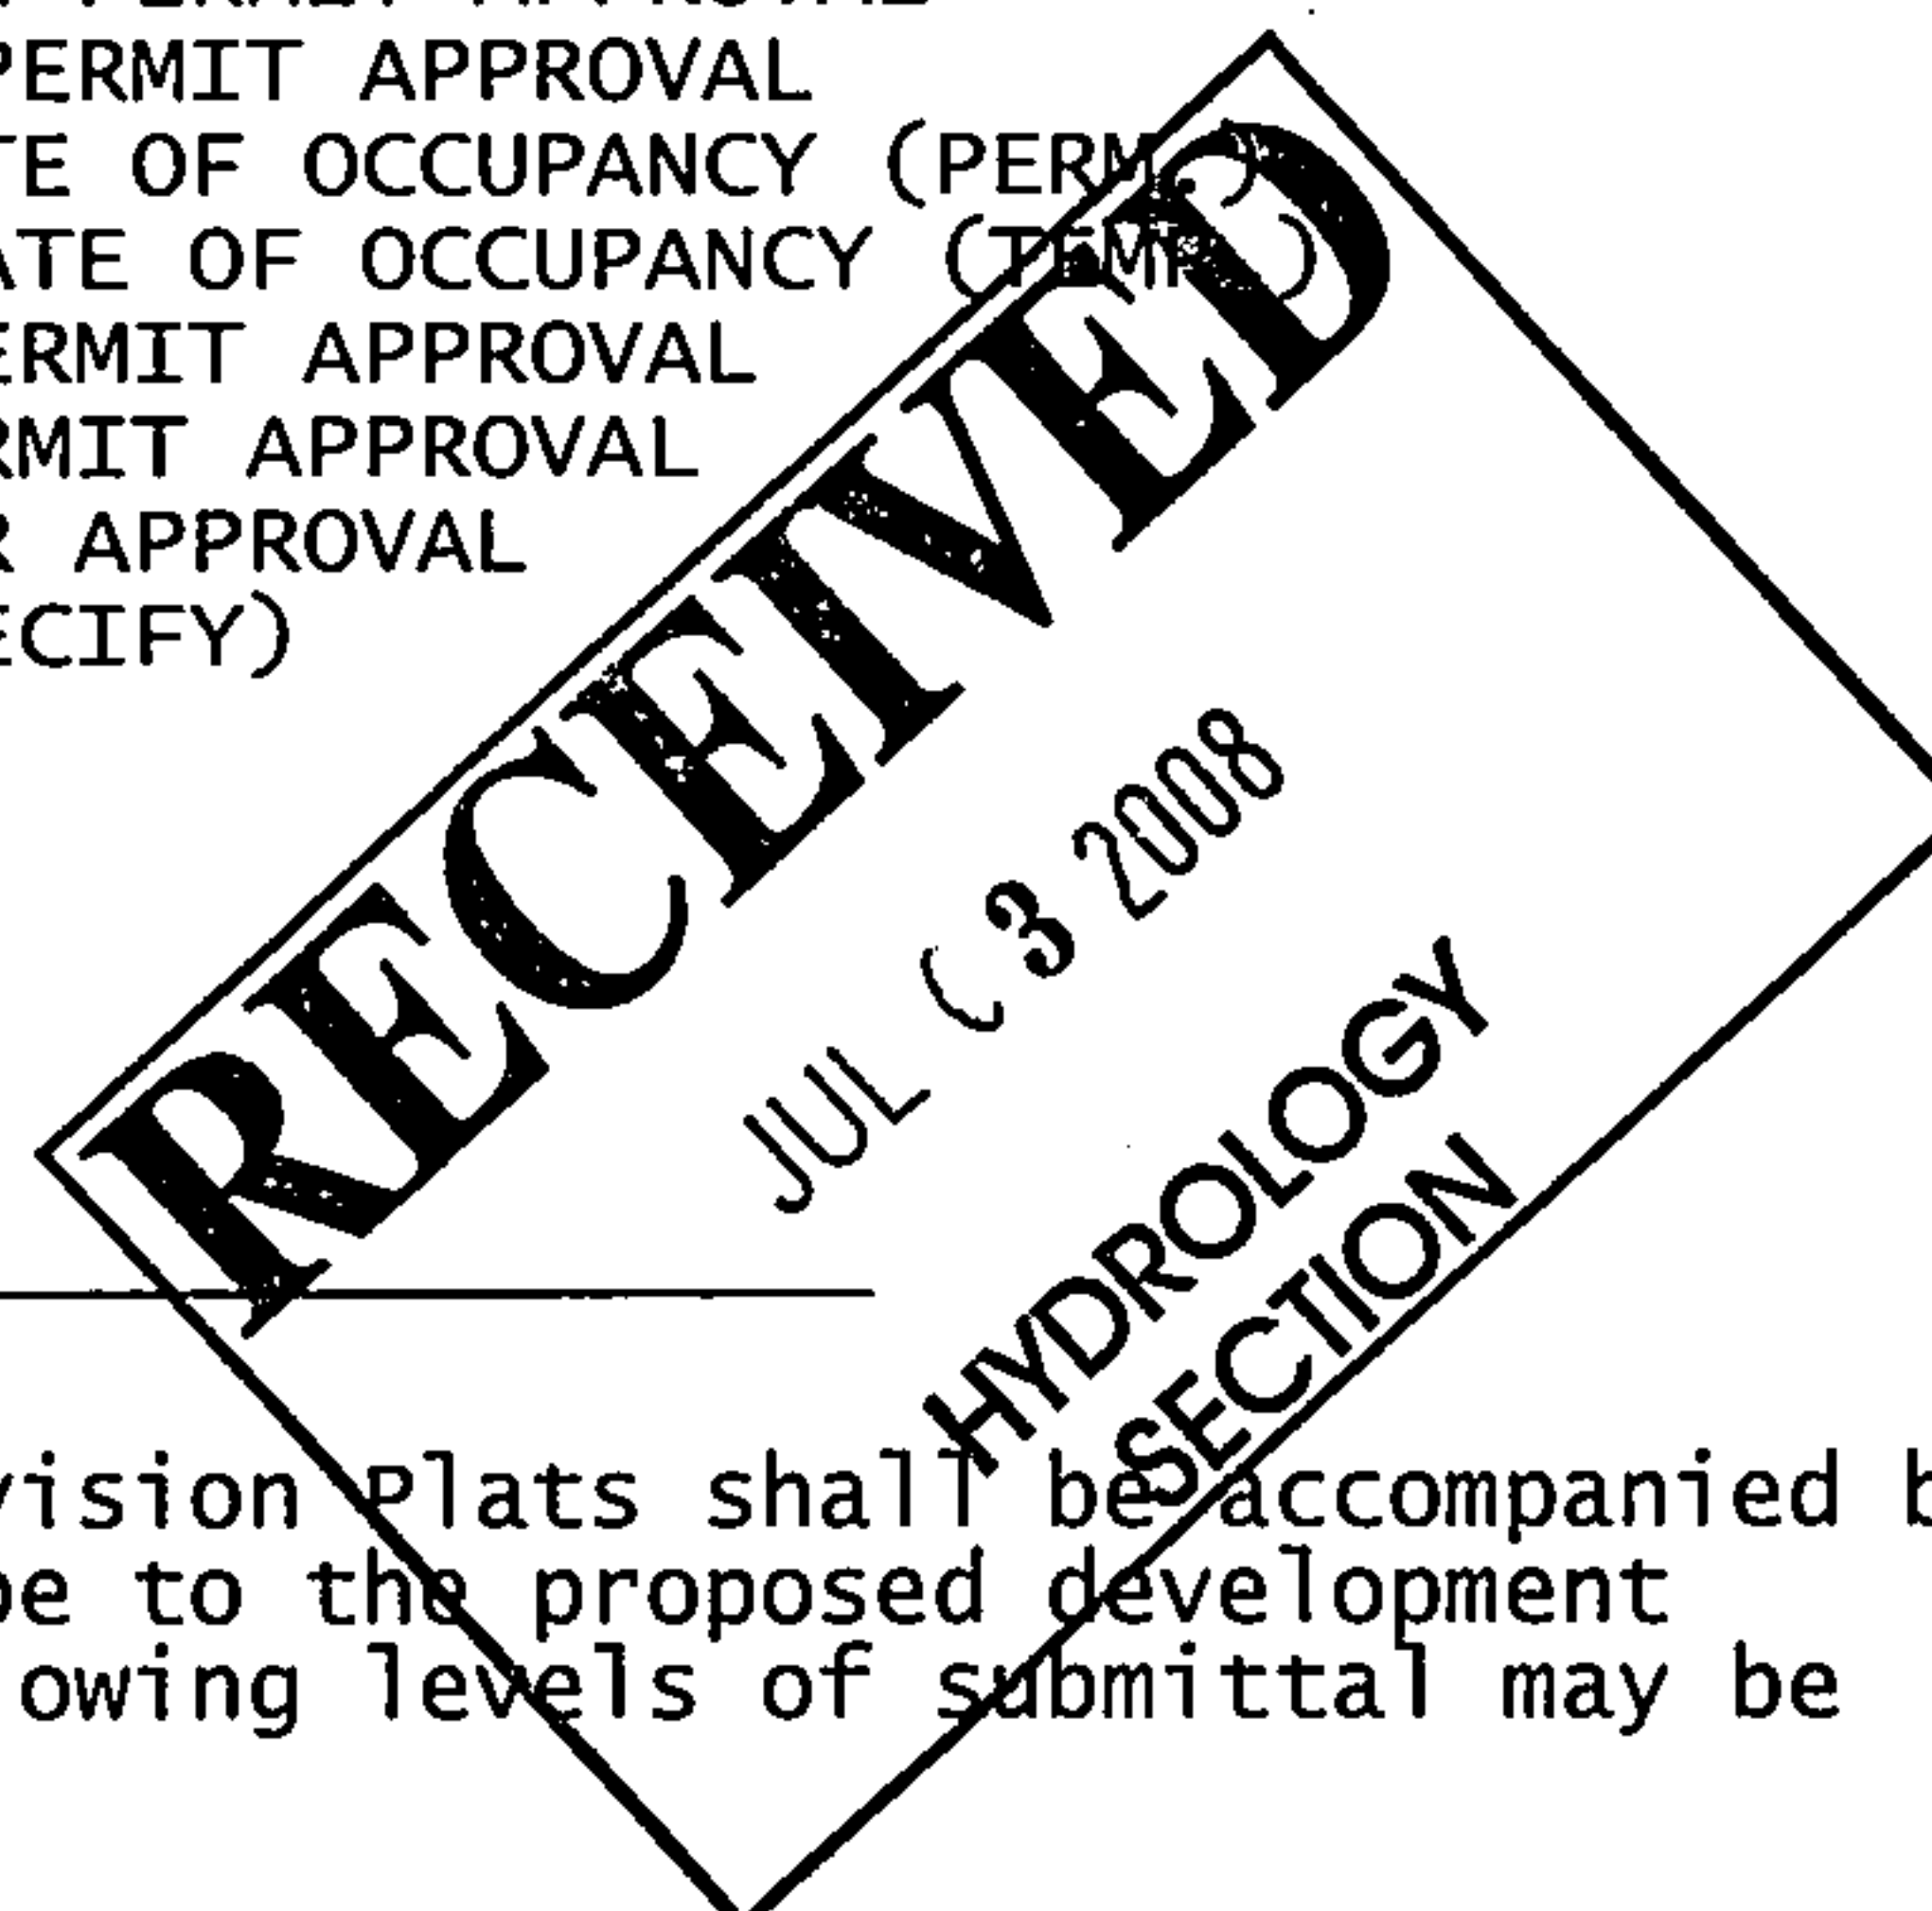 PERMIT APPROVAL
TE OF OCCUPANCY (PERM)
ATE OF OCCUPANCY (TEMP)
ERMIT APPROVAL
RMIT APPROVAL
R APPROVAL
ECIFY)
RECEIVED
JUL 3 2008
HYDROLOGY
SECTION
vision Plats shall be accompanied b
be to the proposed development
owing levels of submittal may be